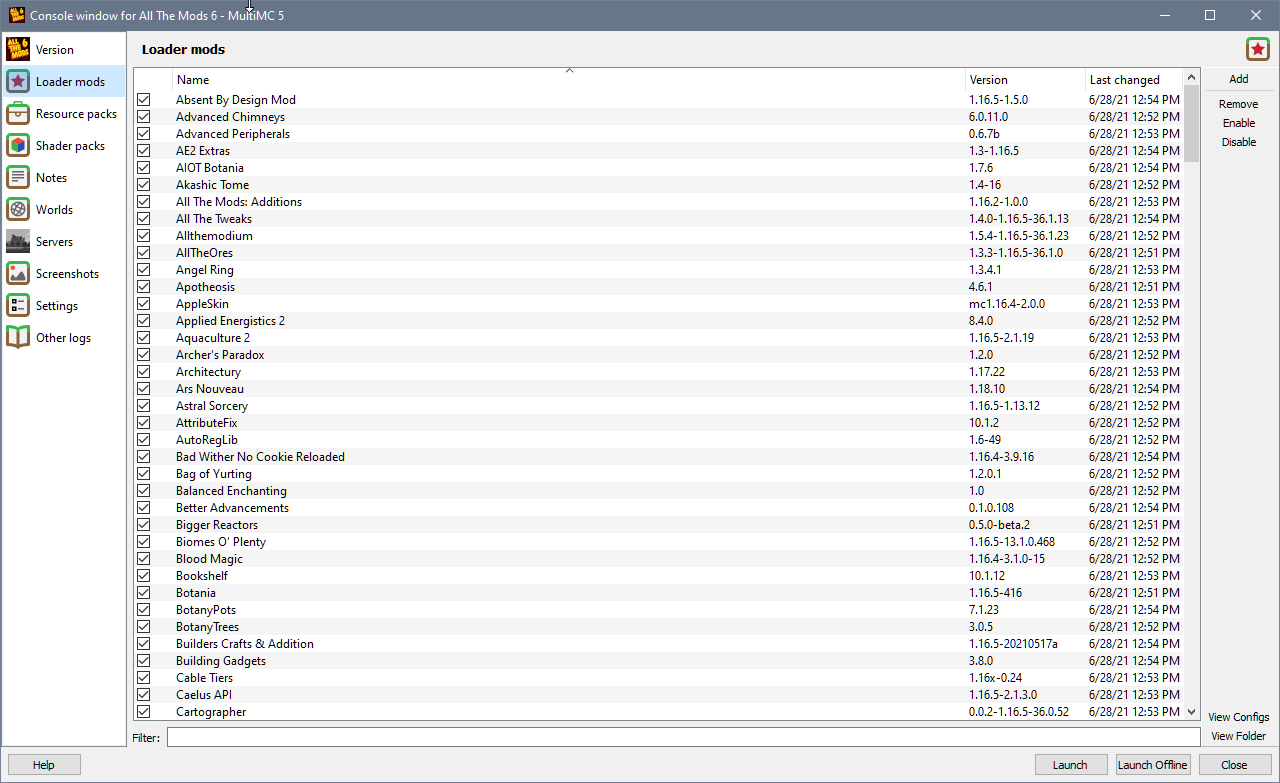 Console window for All The Mods 6 - MultiMC 5
Version
Loader mods
Resource packs
Shader packs
Notes
Worlds
Servers
Screenshots
Settings
Other logs
Loader mods
Name Version Last changed
Absent By Design Mod 1.16.5-1.5.0 6/28/21 12:54 PM
Advanced Chimneys 6.0.11.0 6/28/21 12:52 PM
Advanced Peripherals 0.6.7b 6/28/21 12:53 PM
AE2 Extras 1.3-1.16.5 6/28/21 12:54 PM
AIOT Botania 1.7.6 6/28/21 12:54 PM
Akashic Tome 1.4-16 6/28/21 12:52 PM
All The Mods: Additions 1.16.2-1.0.0 6/28/21 12:53 PM
All The Tweaks 1.4.0-1.16.5-36.1.13 6/28/21 12:54 PM
Allthemodium 1.5.4-1.16.5-36.1.23 6/28/21 12:52 PM
AllTheOres 1.3.3-1.16.5-36.1.0 6/28/21 12:51 PM
Angel Ring 1.3.4.1 6/28/21 12:53 PM
Apotheosis 4.6.1 6/28/21 12:51 PM
AppleSkin mc1.16.4-2.0.0 6/28/21 12:53 PM
Applied Energistics 2 8.4.0 6/28/21 12:52 PM
Aquaculture 2 1.16.5-2.1.19 6/28/21 12:53 PM
Archer's Paradox 1.2.0 6/28/21 12:52 PM
Architectury 1.17.22 6/28/21 12:53 PM
Ars Nouveau 1.18.10 6/28/21 12:54 PM
Astral Sorcery 1.16.5-1.13.12 6/28/21 12:52 PM
AttributeFix 10.1.2 6/28/21 12:52 PM
AutoRegLib 1.6-49 6/28/21 12:53 PM
Bad Wither No Cookie Reloaded 1.16.4-3.9.16 6/28/21 12:54 PM
Bag of Yurting 1.2.0.1 6/28/21 12:52 PM
Balanced Enchanting 1.0 6/28/21 12:52 PM
Better Advancements 0.1.0.108 6/28/21 12:54 PM
Bigger Reactors 0.5.0-beta.2 6/28/21 12:51 PM
Biomes O' Plenty 1.16.5-13.1.0.468 6/28/21 12:52 PM
Blood Magic 1.16.4-3.1.0-15 6/28/21 12:52 PM
Bookshelf 10.1.12 6/28/21 12:53 PM
Botania 1.16.5-416 6/28/21 12:51 PM
BotanyPots 7.1.23 6/28/21 12:54 PM
BotanyTrees 3.0.5 6/28/21 12:52 PM
Builders Crafts & Addition 1.16.5-20210517a 6/28/21 12:54 PM
Building Gadgets 3.8.0 6/28/21 12:54 PM
Cable Tiers 1.16x-0.24 6/28/21 12:53 PM
Caelus API 1.16.5-2.1.3.0 6/28/21 12:53 PM
Cartographer 0.0.2-1.16.5-36.0.52 6/28/21 12:53 PM
Filter:
Add
Remove
Enable
Disable
View Configs
View Folder
Help
Launch
Launch Offline
Close